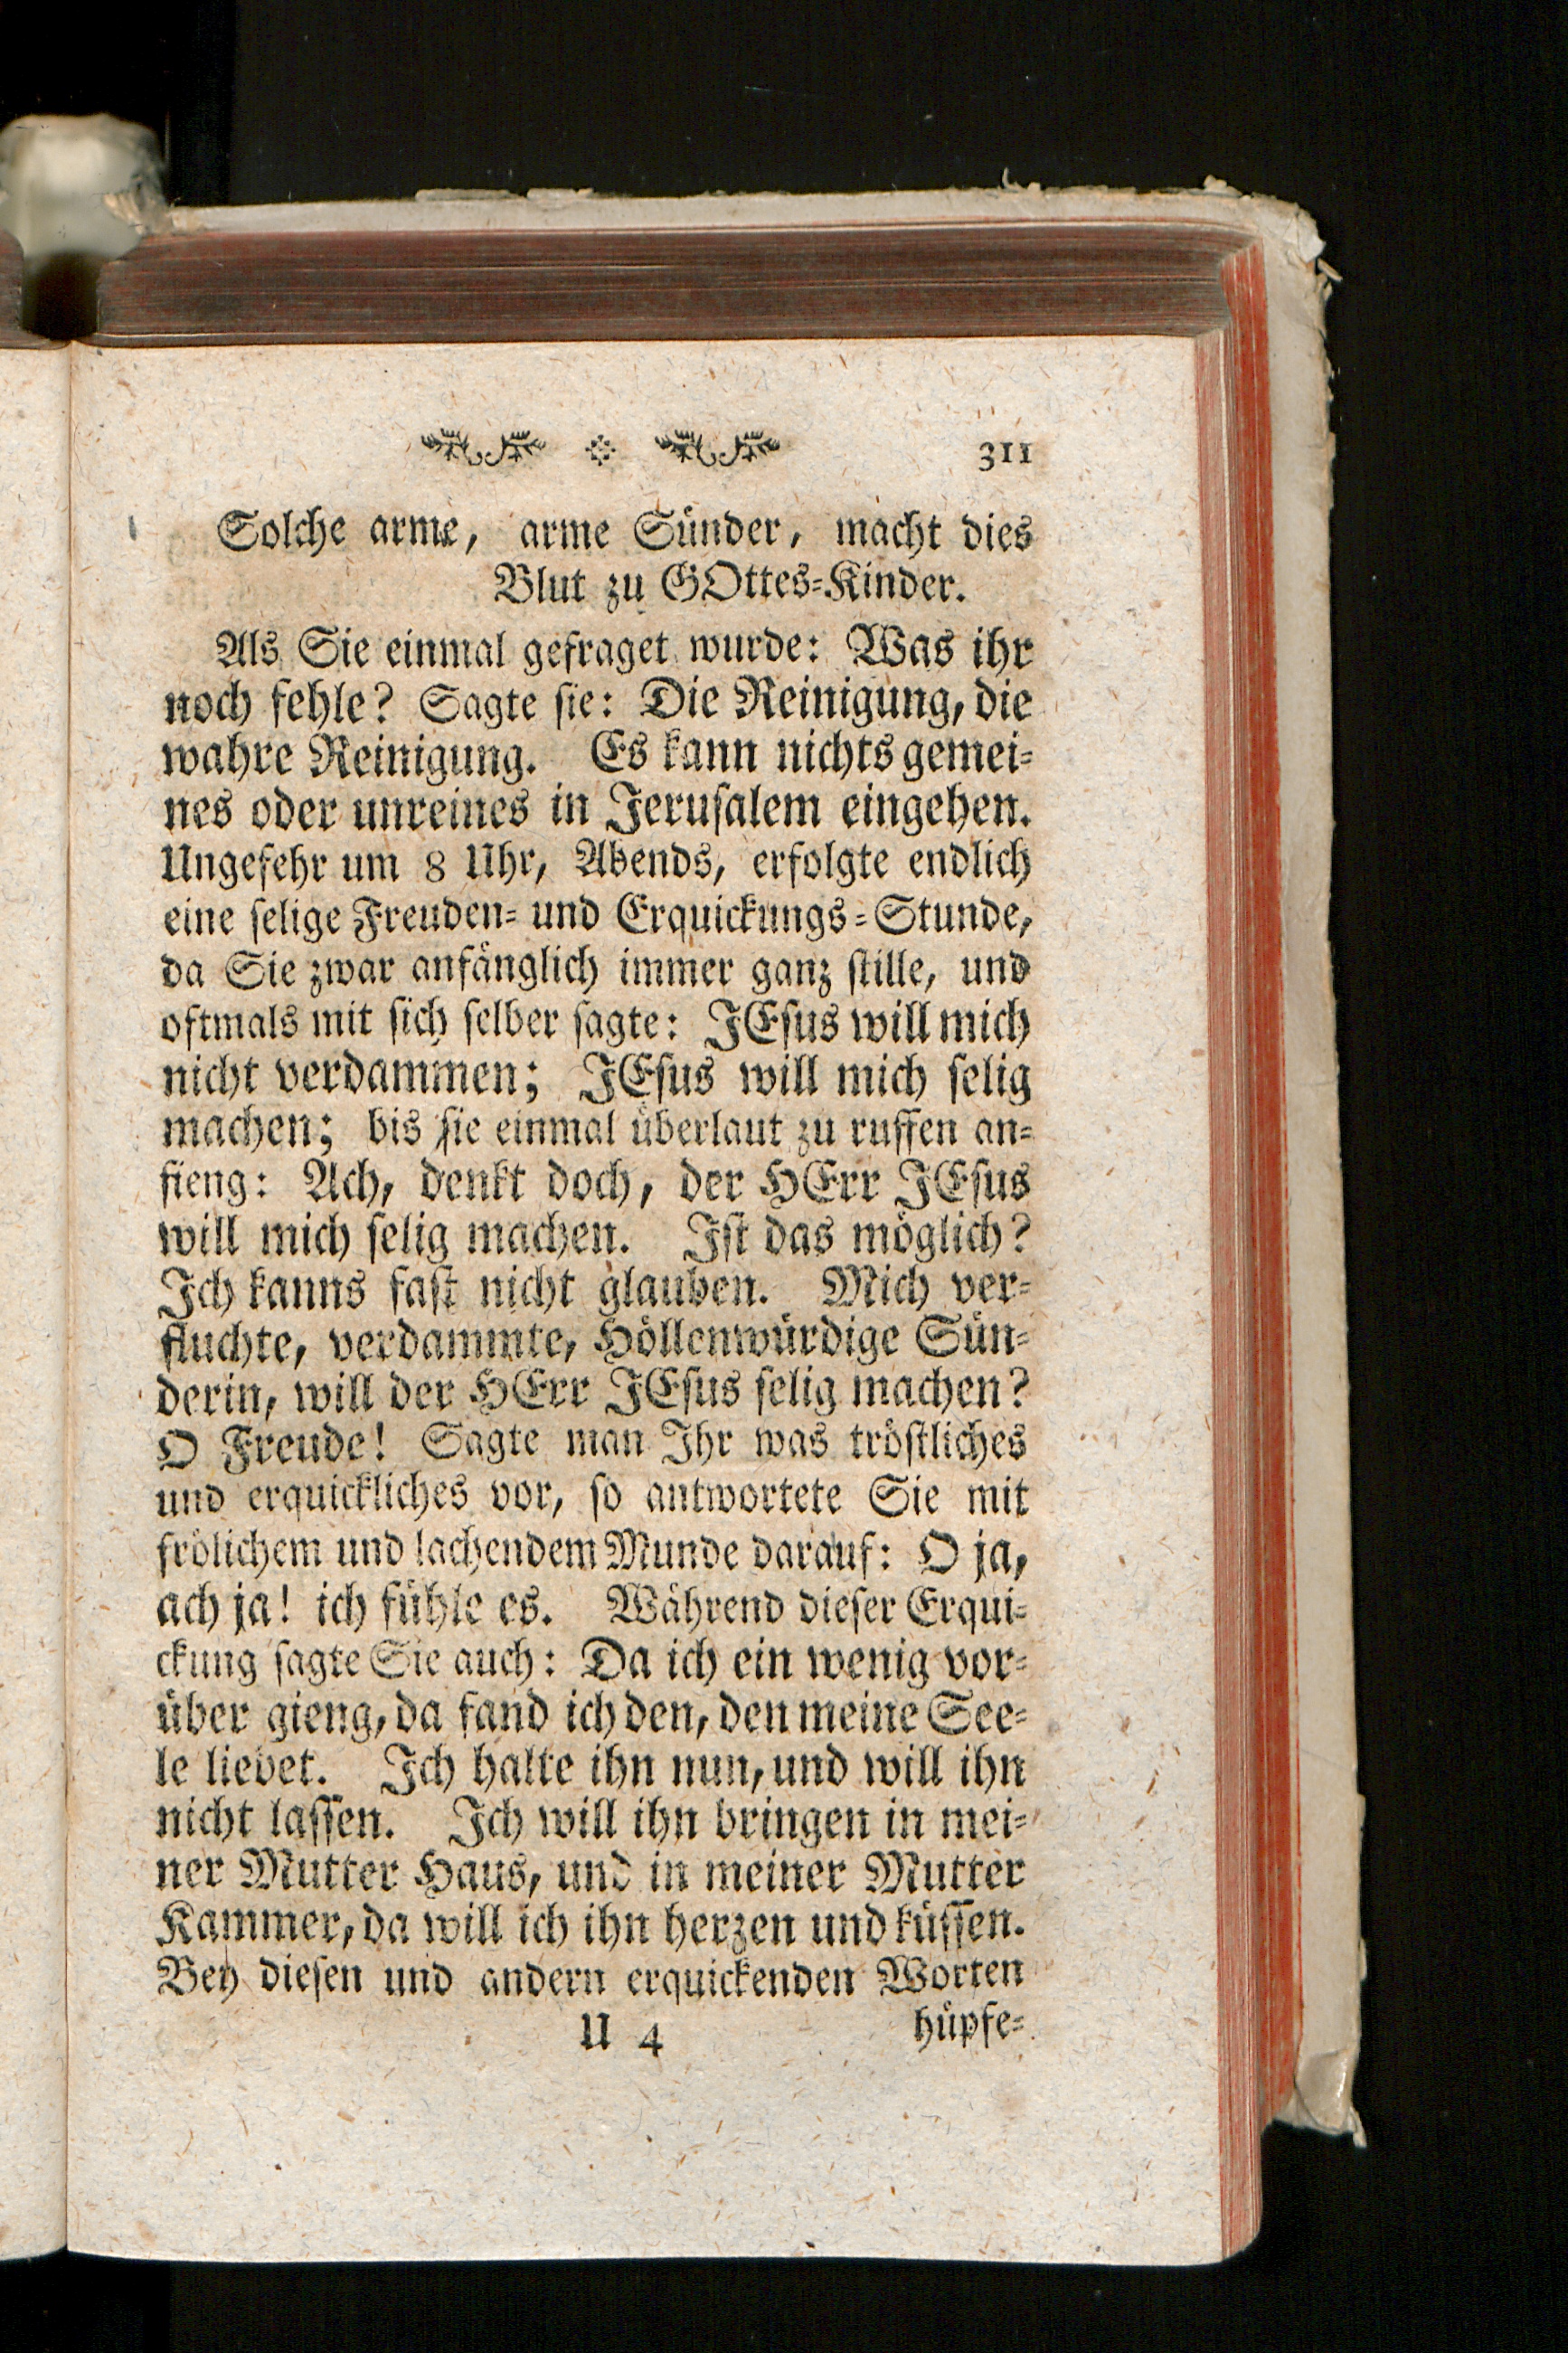 311
Solche arme, arme Sünder, macht dies
Blut zu GOttes-Kinder.
Als Sie einmal gefraget wurde: Was ihr
noch fehle? Sagte sie: Die Reinigung, die
wahre Reinigung. Es kann nichts gemei-
nes oder unreines in Jerusalem eingehen.
Ungefehr um 8 Uhr, Abends, erfolgte endlich
eine selige Freuden- und Erquickungs-Stunde,
da Sie zwar anfänglich immer ganz stille, und
oftmals mit sich selber sagte: JEsus will mich
nicht verdammen; JEsus will mich selig
machen; bis sie einmal überlaut zu ruffen an-
fieng: Ach, denkt doch, der HErr JEsus
will mich selig machen. Ist das möglich?
Ich kanns fast nicht glauben. Mich ver-
fluchte, verdammte, Höllenwürdige Sün-
derin, will der HErr JEsus selig machen?
O Freude! Sagte man Ihr was tröstliches
und erquickliches vor, so antwortete Sie mit
frölichem und lachendem Munde darauf: O ja,
ach ja! ich fühle es. Während dieser Erqui-
ckung sagte Sie auch: Da ich ein wenig vor-
über gieng, da fand ich den, den meine See-
le liebet. Ich halte ihn nun, und will ihn
nicht lassen. Ich will ihn bringen in mei-
ner Mutter Haus, und in meiner Mutter
Kammer, da will ich ihn herzen und küssen.
Bey diesen und andern erquickenden Worten
U 4 hüpfe-